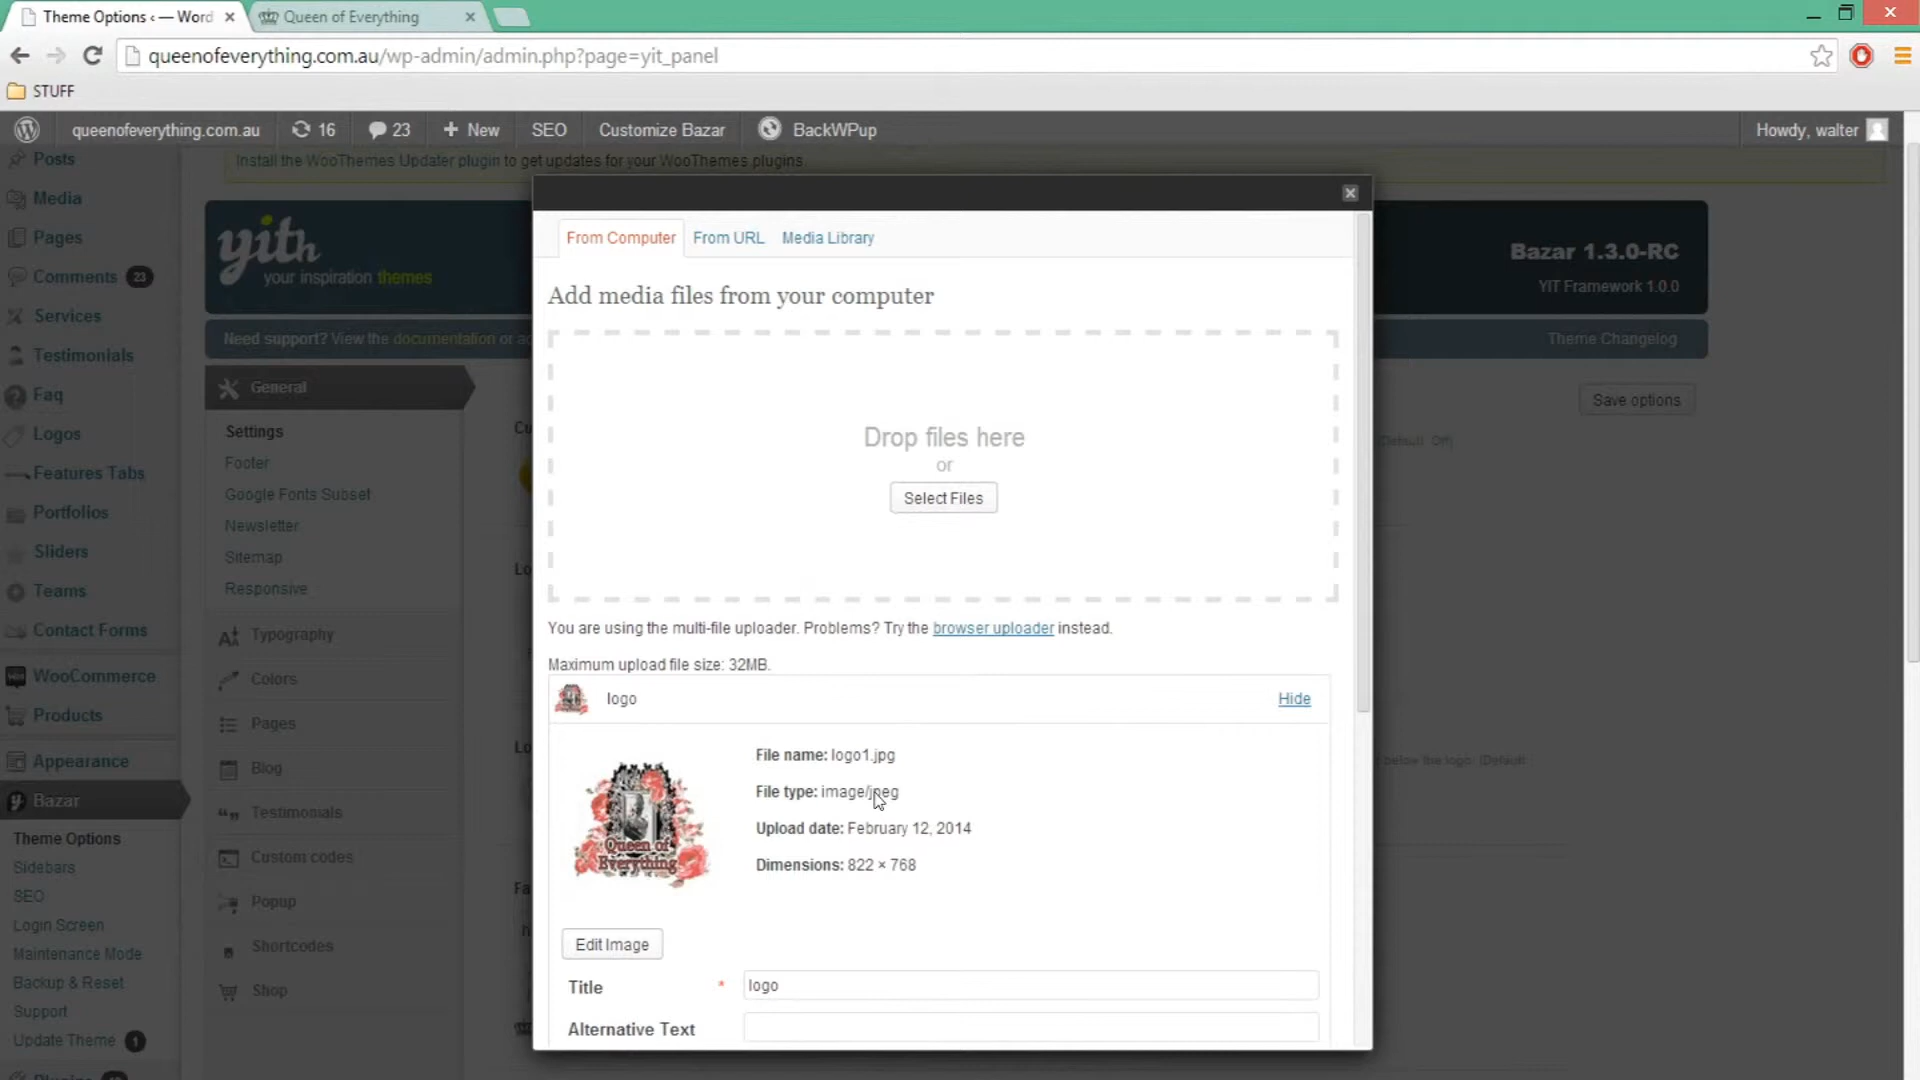 Theme Options ‹ — Word
Queen of Everything
queenofeverything.com.au/wp-admin/admin.php?page=yit_panel
STUFF
queenofeverything.com.au
16
23
New
SEO
Customize Bazar
BackWPup
Howdy, walter
Install the WooThemes Updater plugin to get updates for your WooThemes plugins.
Posts
Media
Pages
Comments 23
Services
Testimonials
Faq
Logos
Features Tabs
Portfolios
Sliders
Teams
Contact Forms
WooCommerce
Products
Appearance
Bazar
Theme Options
Sidebars
SEO
Login Screen
Maintenance Mode
Backup & Reset
Support
Update Theme 1
yith
your inspiration themes
Bazar 1.3.0-RC
YIT Framework 1.0.0
Need support? View the documentation or
Theme Changelog
General
Settings
Footer
Google Fonts Subset
Newsletter
Sitemap
Responsive
Typography
Colors
Pages
Blog
Testimonials
Custom codes
Popup
Shortcodes
Shop
Save options
(Default: Off)
below the logo. (Default:
From Computer
From URL
Media Library
Add media files from your computer
Drop files here
or
Select Files
You are using the multi-file uploader. Problems? Try the browser uploader instead.
Maximum upload file size: 32MB.
logo
Hide
Queen of
Everything
File name: logo1.jpg
File type: image/jpeg
Upload date: February 12, 2014
Dimensions: 822 × 768
Edit Image
Title * logo
Alternative Text